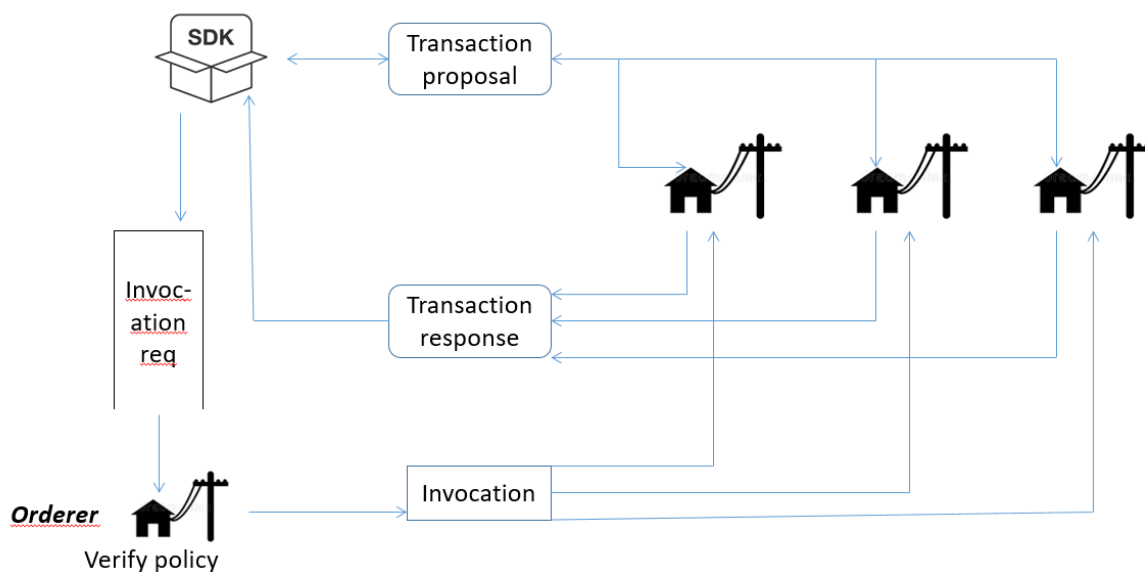 SDK
Transaction
proposal
Transaction
response
Invoc-
ation
req
Invocation
Orderer
Verify policy